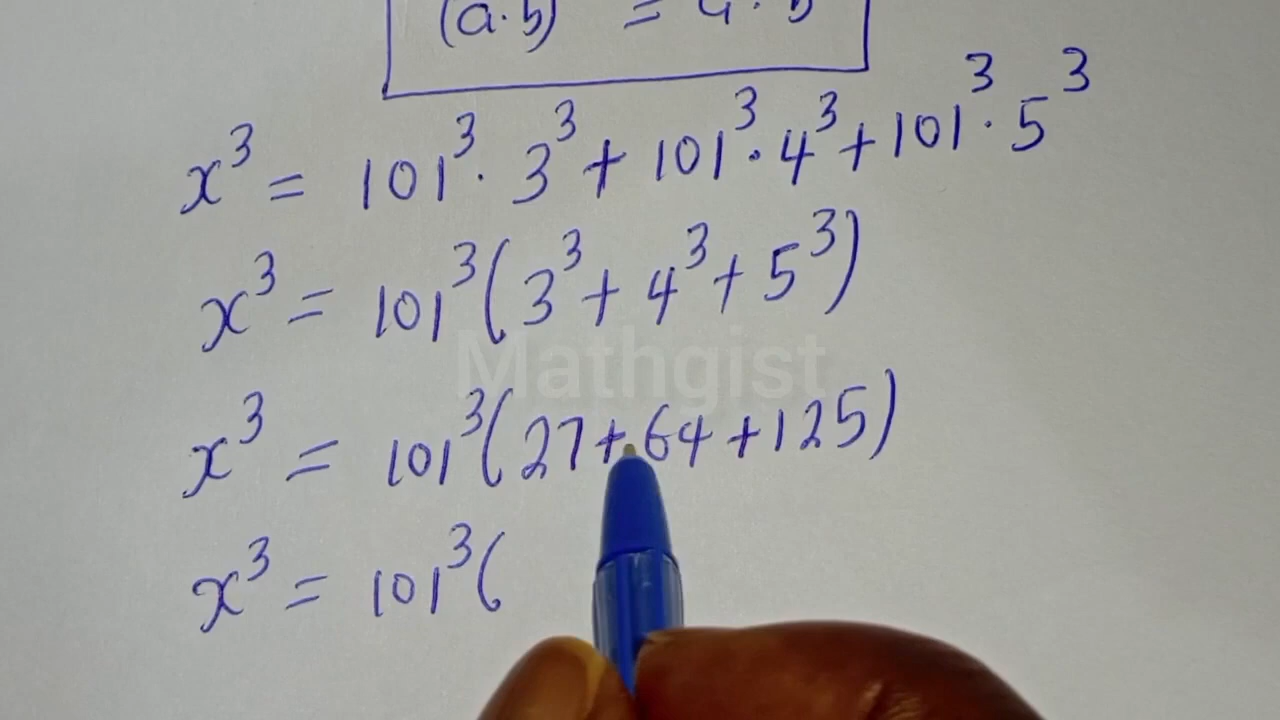 (a·b) = a·b
x³ = 101³· 3³ + 101³· 4³ + 101³· 5³
x³ = 101³(3³ + 4³ + 5³)
Mathgist
x³ = 101³(27+64+125)
x³ = 101³(